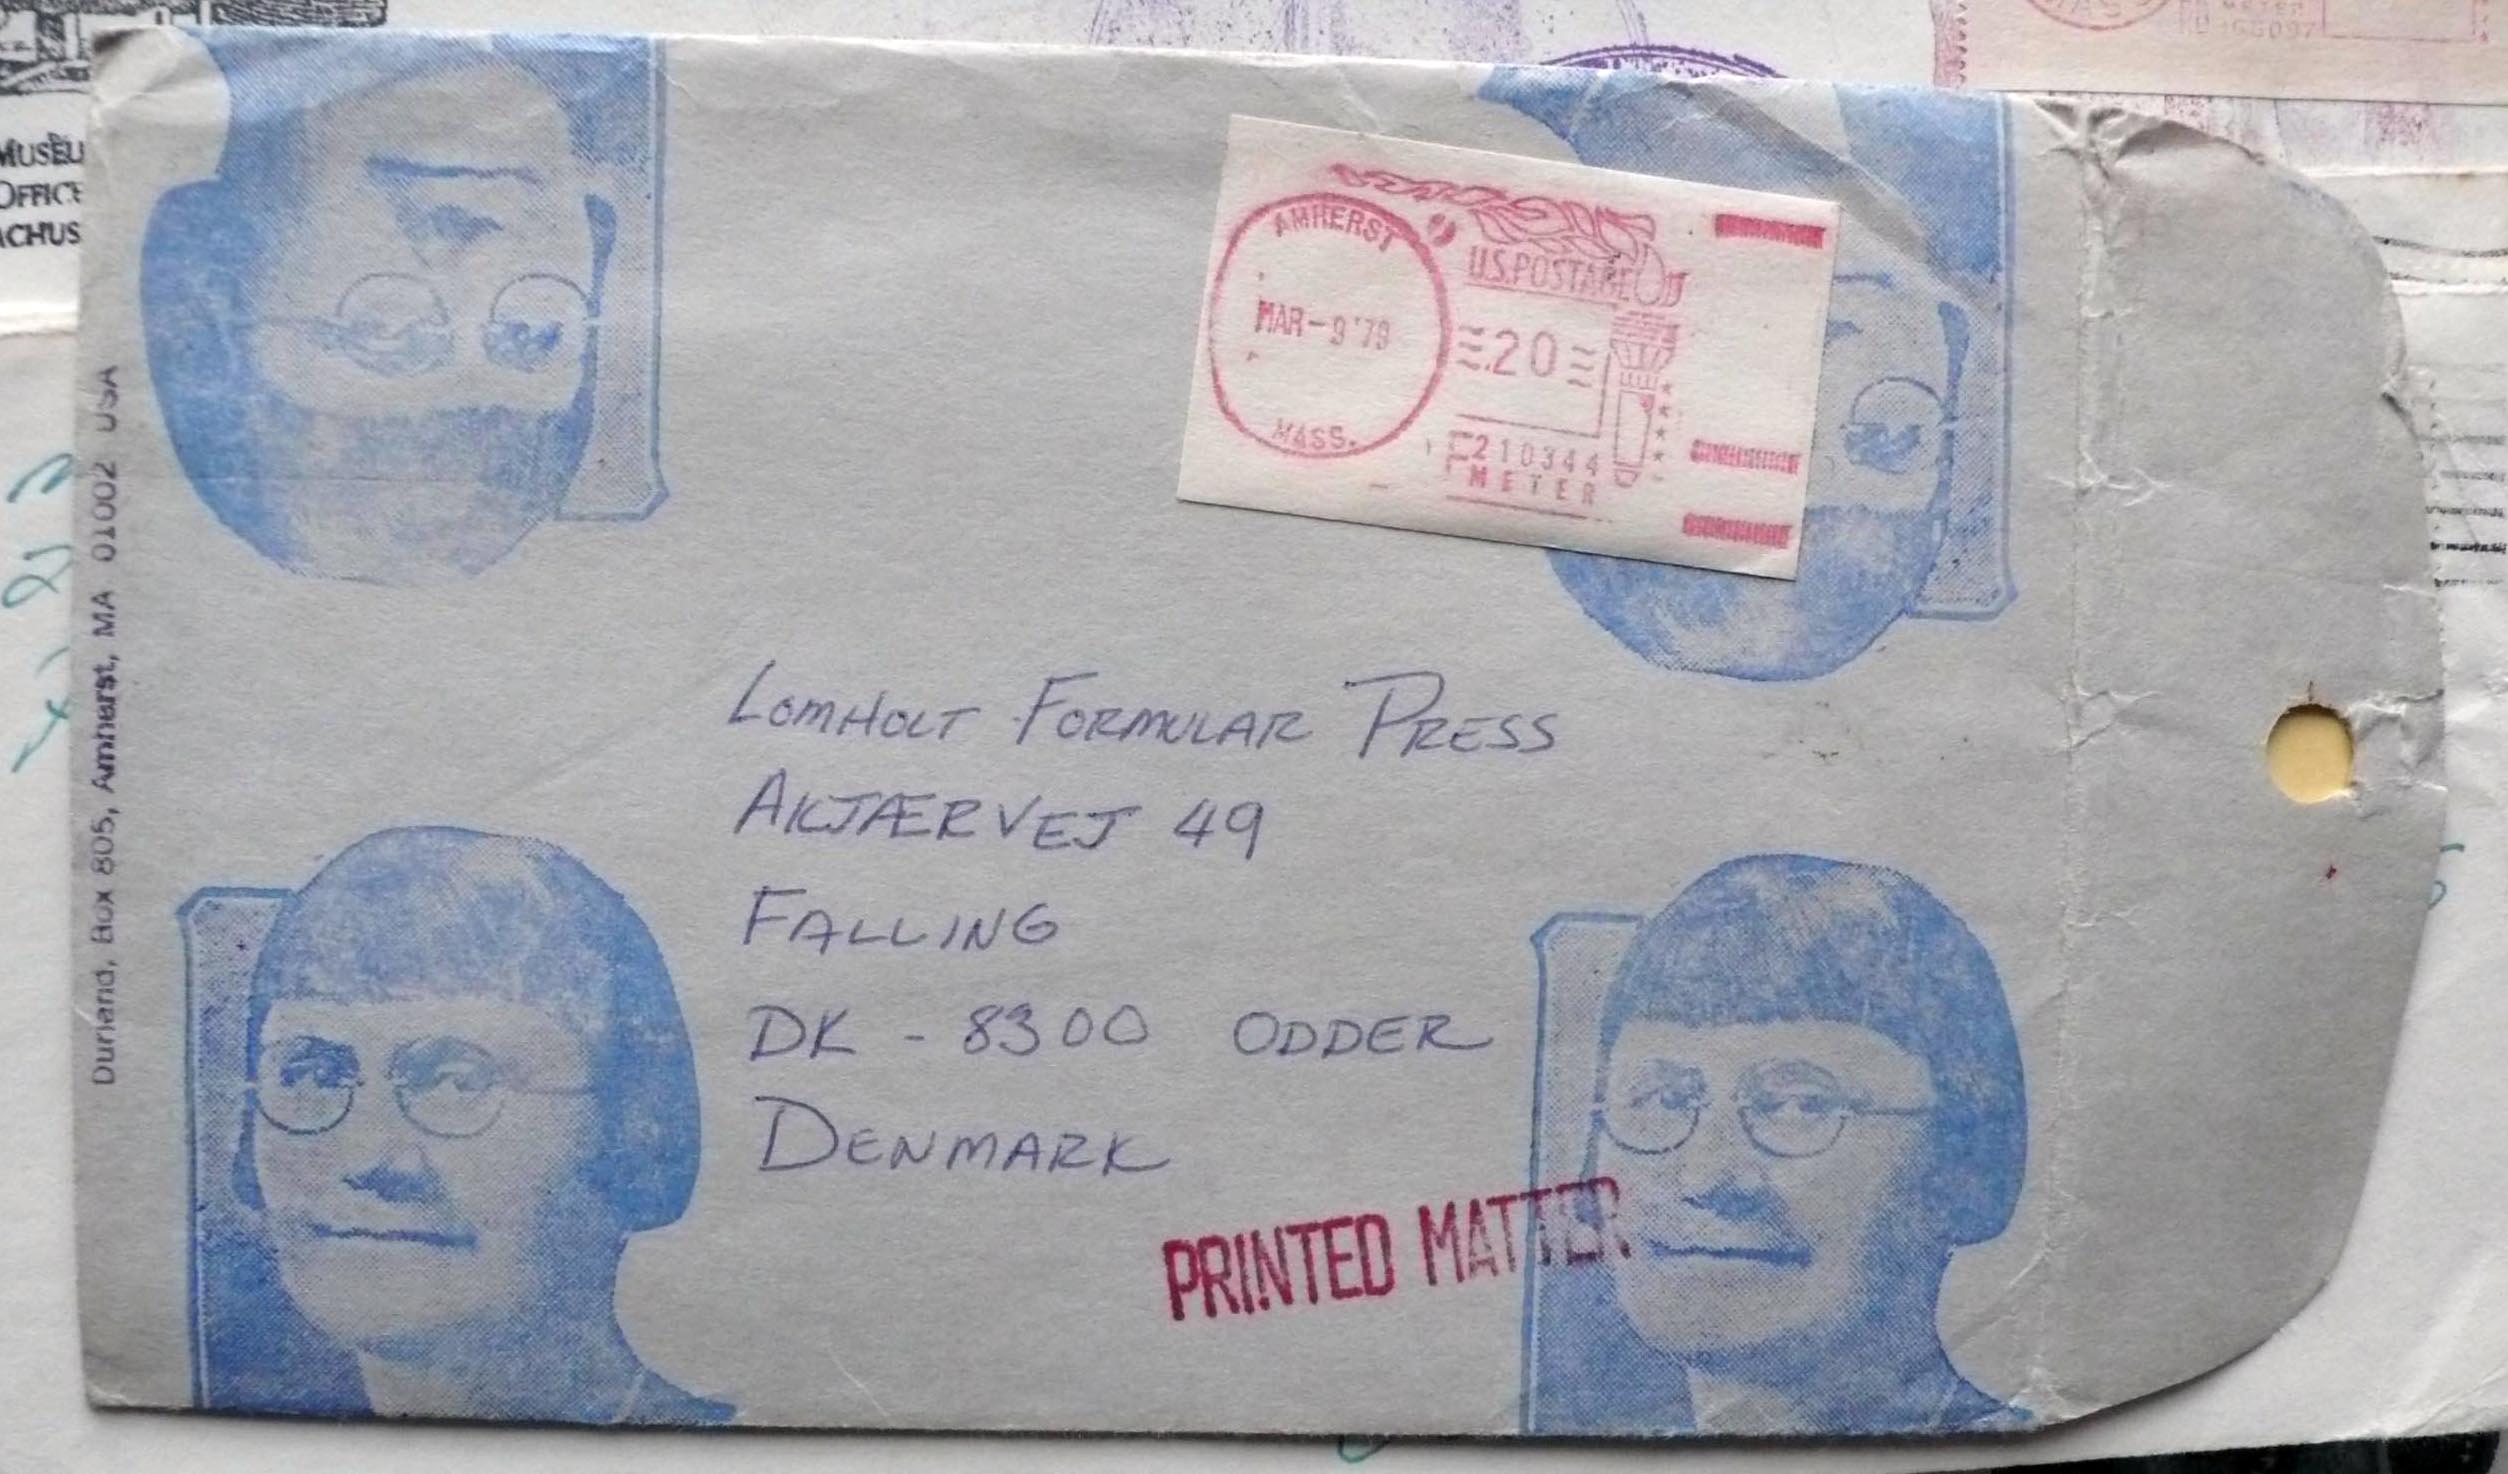 MUSEU
OFFICE
ACHUS
METER
Durland, Box 805, Amherst, MA 01002 USA
AMHERST
MAR-9'79
MASS.
U.S.POSTAGE
.20
210344
METER
LOMHOLT FORMULAR PRESS
AKJÆRVEJ 49
FALLING
DK - 8300 ODDER
DENMARK
PRINTED MATTER